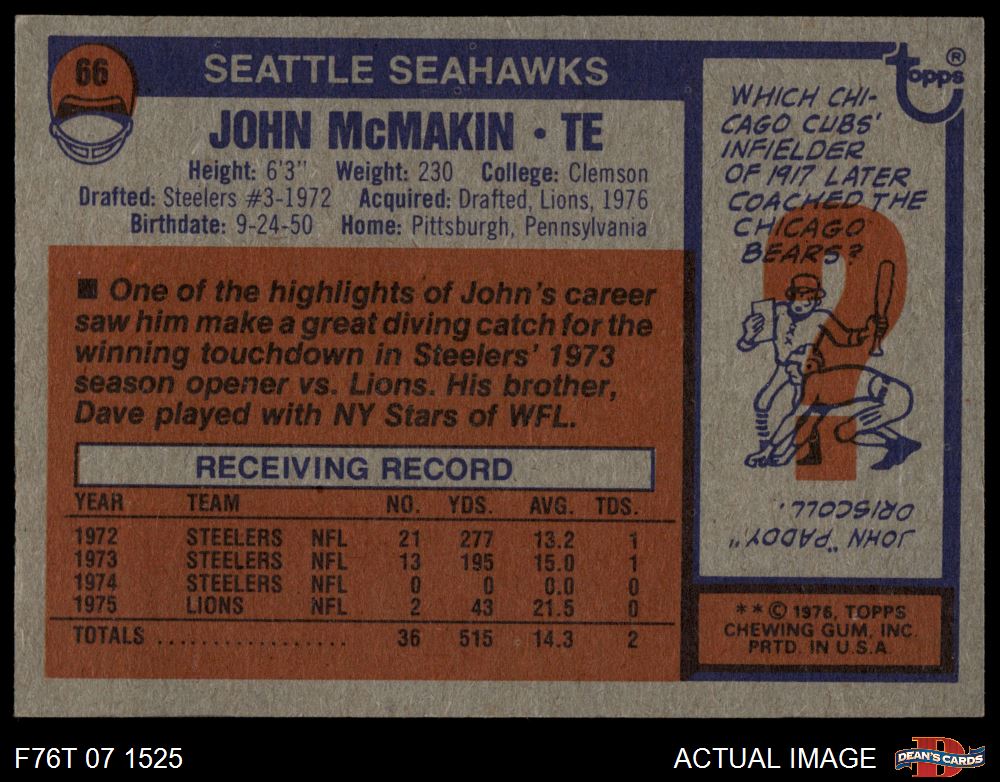 66
SEATTLE SEAHAWKS
JOHN McMAKIN • TE
Height: 6'3" Weight: 230 College: Clemson
Drafted: Steelers #3-1972 Acquired: Drafted, Lions, 1976
Birthdate: 9-24-50 Home: Pittsburgh, Pennsylvania
■ One of the highlights of John's career
saw him make a great diving catch for the
winning touchdown in Steelers' 1973
season opener vs. Lions. His brother,
Dave played with NY Stars of WFL.
RECEIVING RECORD
YEAR TEAM NO. YDS. AVG. TDS.
1972 STEELERS NFL 21 277 13.2 1
1973 STEELERS NFL 13 195 15.0 1
1974 STEELERS NFL 0 0 0.0 0
1975 LIONS NFL 2 43 21.5 0
TOTALS .................. 36 515 14.3 2
topps®
WHICH CHI-
CAGO CUBS'
INFIELDER
OF 1917 LATER
COACHED THE
CHICAGO
BEARS?
JOHN "PADDY"
DRISCOLL.
**© 1976, TOPPS
CHEWING GUM, INC.
PRTD. IN U.S.A.
F76T 07 1525
ACTUAL IMAGE
D
DEAN'S CARDS